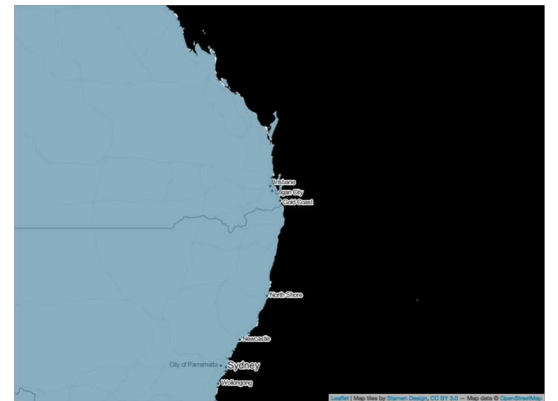 Brisbane
Logan City
Gold Coast
North Shore
Newcastle
City of Parramatta
Sydney
Wollongong
Leaflet | Map tiles by Stamen Design, CC BY 3.0 — Map data © OpenStreetMap